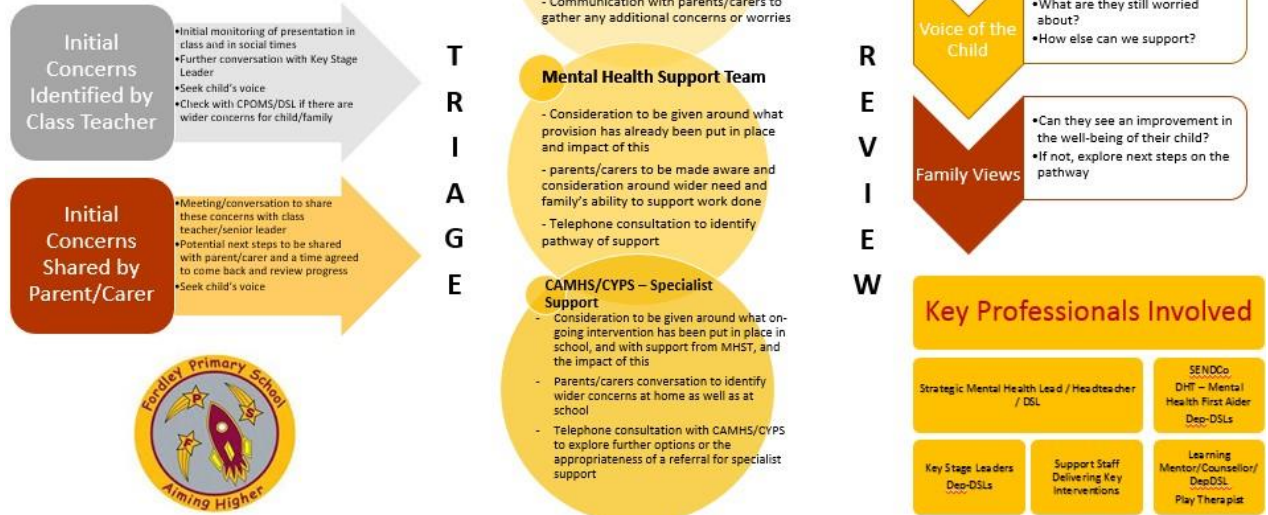 Initial
Concerns
Identified by
Class Teacher
•Initial monitoring of presentation in
class and in social times
•Further conversation with Key Stage
Leader
•Seek child's voice
•Check with CPOMS/DSL if there are
wider concerns for child/family
Initial
Concerns
Shared by
Parent/Carer
•Meeting/conversation to share
these concerns with class
teacher/senior leader
•Potential next steps to be shared
with parent/carer and a time agreed
to come back and review progress
•Seek child's voice
Fordley Primary School
F P S
Aiming Higher
T
R
I
A
G
E
- Communication with parents/carers to
gather any additional concerns or worries
Mental Health Support Team
- Consideration to be given around what
provision has already been put in place
and impact of this
- parents/carers to be made aware and
consideration around wider need and
family's ability to support work done
- Telephone consultation to identify
pathway of support
CAMHS/CYPS – Specialist
Support
- Consideration to be given around what on-
going intervention has been put in place in
school, and with support from MHST, and
the impact of this
- Parents/carers conversation to identify
wider concerns at home as well as at
school
- Telephone consultation with CAMHS/CYPS
to explore further options or the
appropriateness of a referral for specialist
support
R
E
V
I
E
W
Voice of the
Child
•What are they still worried
about?
•How else can we support?
Family Views
•Can they see an improvement in
the well-being of their child?
•If not, explore next steps on the
pathway
Key Professionals Involved
Strategic Mental Health Lead / Headteacher
/ DSL
SENDCo
DHT – Mental
Health First Aider
Dep-DSLs
Key Stage Leaders
Dep-DSLs
Support Staff
Delivering Key
Interventions
Learning
Mentor/Counsellor/
DepDSL
Play Therapist